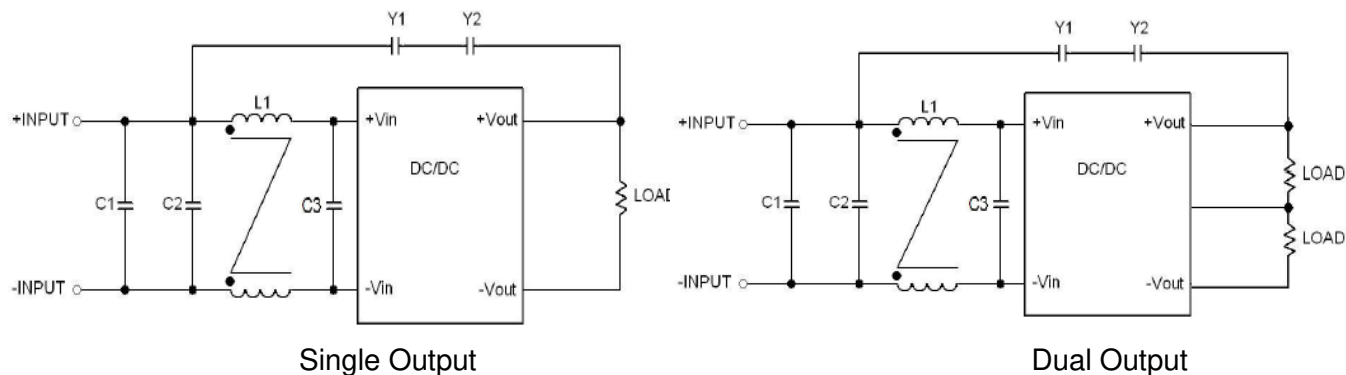 Y1 Y2
L1
+INPUT
+Vin
+Vout
DC/DC
C1
C2
C3
LOAD
-INPUT
-Vin
-Vout
Single Output
Y1 Y2
L1
+INPUT
+Vin
+Vout
DC/DC
LOAD
C1
C2
C3
LOAD
-INPUT
-Vin
-Vout
Dual Output